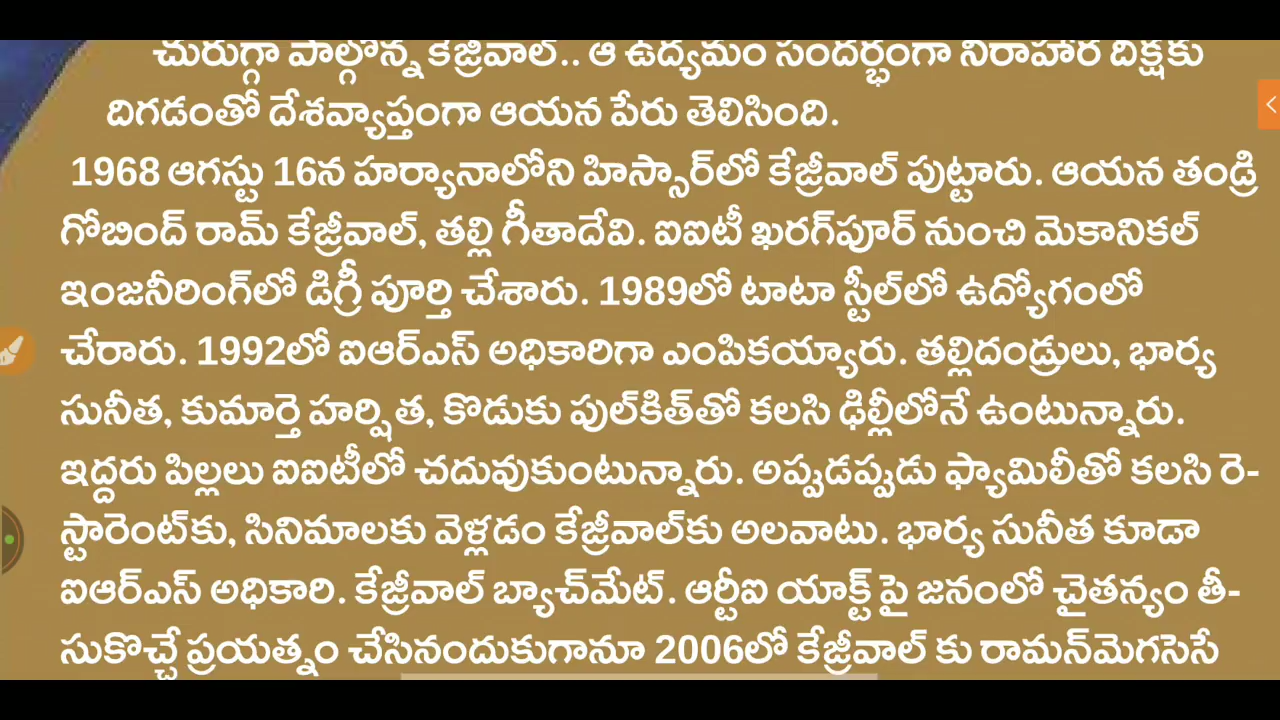 చురుగ్గా పాల్గొన్న కేజ్రీవాల్.. ఆ ఉద్యమం సందర్భంగా నిరాహార దీక్షకు
దిగడంతో దేశవ్యాప్తంగా ఆయన పేరు తెలిసింది.
1968 ఆగస్టు 16న హర్యానాలోని హిస్సార్‌లో కేజ్రీవాల్ పుట్టారు. ఆయన తండ్రి
గోబింద్ రామ్ కేజ్రీవాల్, తల్లి గీతాదేవి. ఐఐటీ ఖరగ్‌పూర్ నుంచి మెకానికల్
ఇంజనీరింగ్‌లో డిగ్రీ పూర్తి చేశారు. 1989లో టాటా స్టీల్‌లో ఉద్యోగంలో
చేరారు. 1992లో ఐఆర్ఎస్ అధికారిగా ఎంపికయ్యారు. తల్లిదండ్రులు, భార్య
సునీత, కుమార్తె హర్షిత, కొడుకు పుల్‌కిత్‌తో కలసి ఢిల్లీలోనే ఉంటున్నారు.
ఇద్దరు పిల్లలు ఐఐటీలో చదువుకుంటున్నారు. అప్పుడప్పుడు ఫ్యామిలీతో కలసి రె-
స్టారెంట్‌కు, సినిమాలకు వెళ్లడం కేజ్రీవాల్‌కు అలవాటు. భార్య సునీత కూడా
ఐఆర్ఎస్ అధికారి. కేజ్రీవాల్ బ్యాచ్‌మేట్. ఆర్టీఐ యాక్ట్ పై జనంలో చైతన్యం తీ-
సుకొచ్చే ప్రయత్నం చేసినందుకుగానూ 2006లో కేజ్రీవాల్ కు రామన్‌మెగసెసే